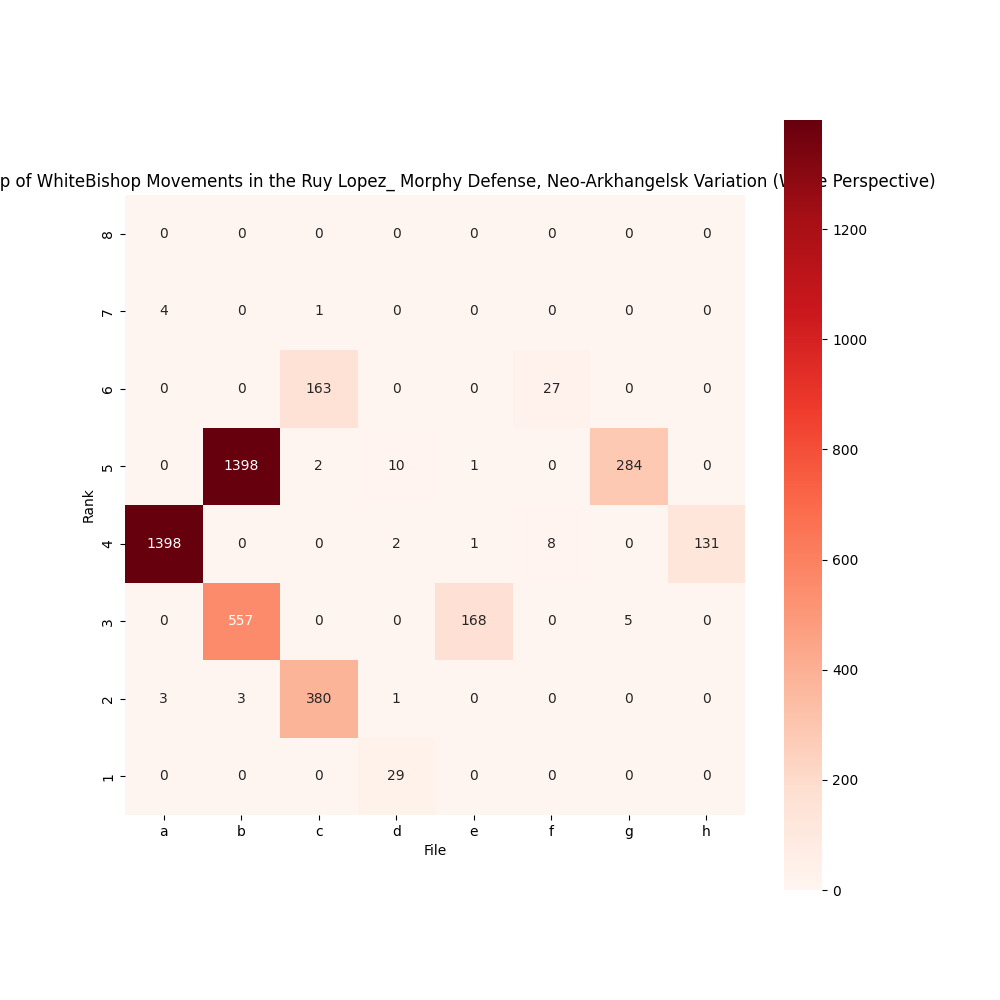 p of WhiteBishop Movements in the Ruy Lopez_ Morphy Defense, Neo-Arkhangelsk Variation (W e Perspective)
8 0 0 0 0 0 0 0 0
1200
7 4 0 1 0 0 0 0 0
1000
6 0 0 163 0 0 27 0 0
800
5 0 1398 2 10 1 0 284 0
Rank
4 1398 0 0 2 1 8 0 131
600
3 0 557 0 0 168 0 5 0
400
2 3 3 380 1 0 0 0 0
200
1 0 0 0 29 0 0 0 0
a b c d e f g h
File
0